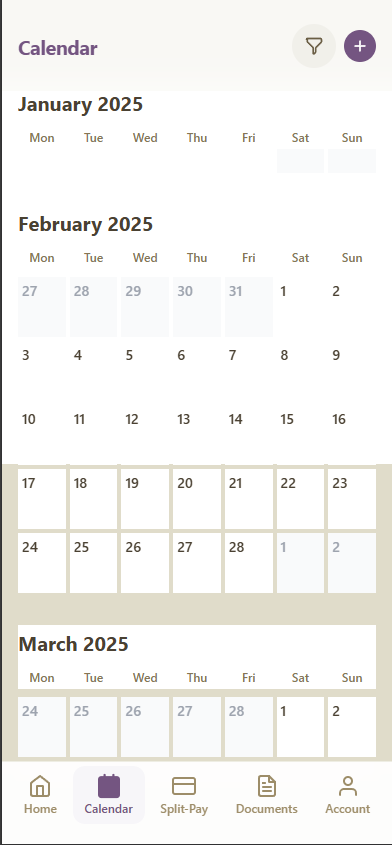 Calendar
January 2025
Mon Tue Wed Thu Fri Sat Sun
February 2025
Mon Tue Wed Thu Fri Sat Sun
27 28 29 30 31 1 2
3 4 5 6 7 8 9
10 11 12 13 14 15 16
17 18 19 20 21 22 23
24 25 26 27 28 1 2
March 2025
Mon Tue Wed Thu Fri Sat Sun
24 25 26 27 28 1 2
Home Calendar Split-Pay Documents Account